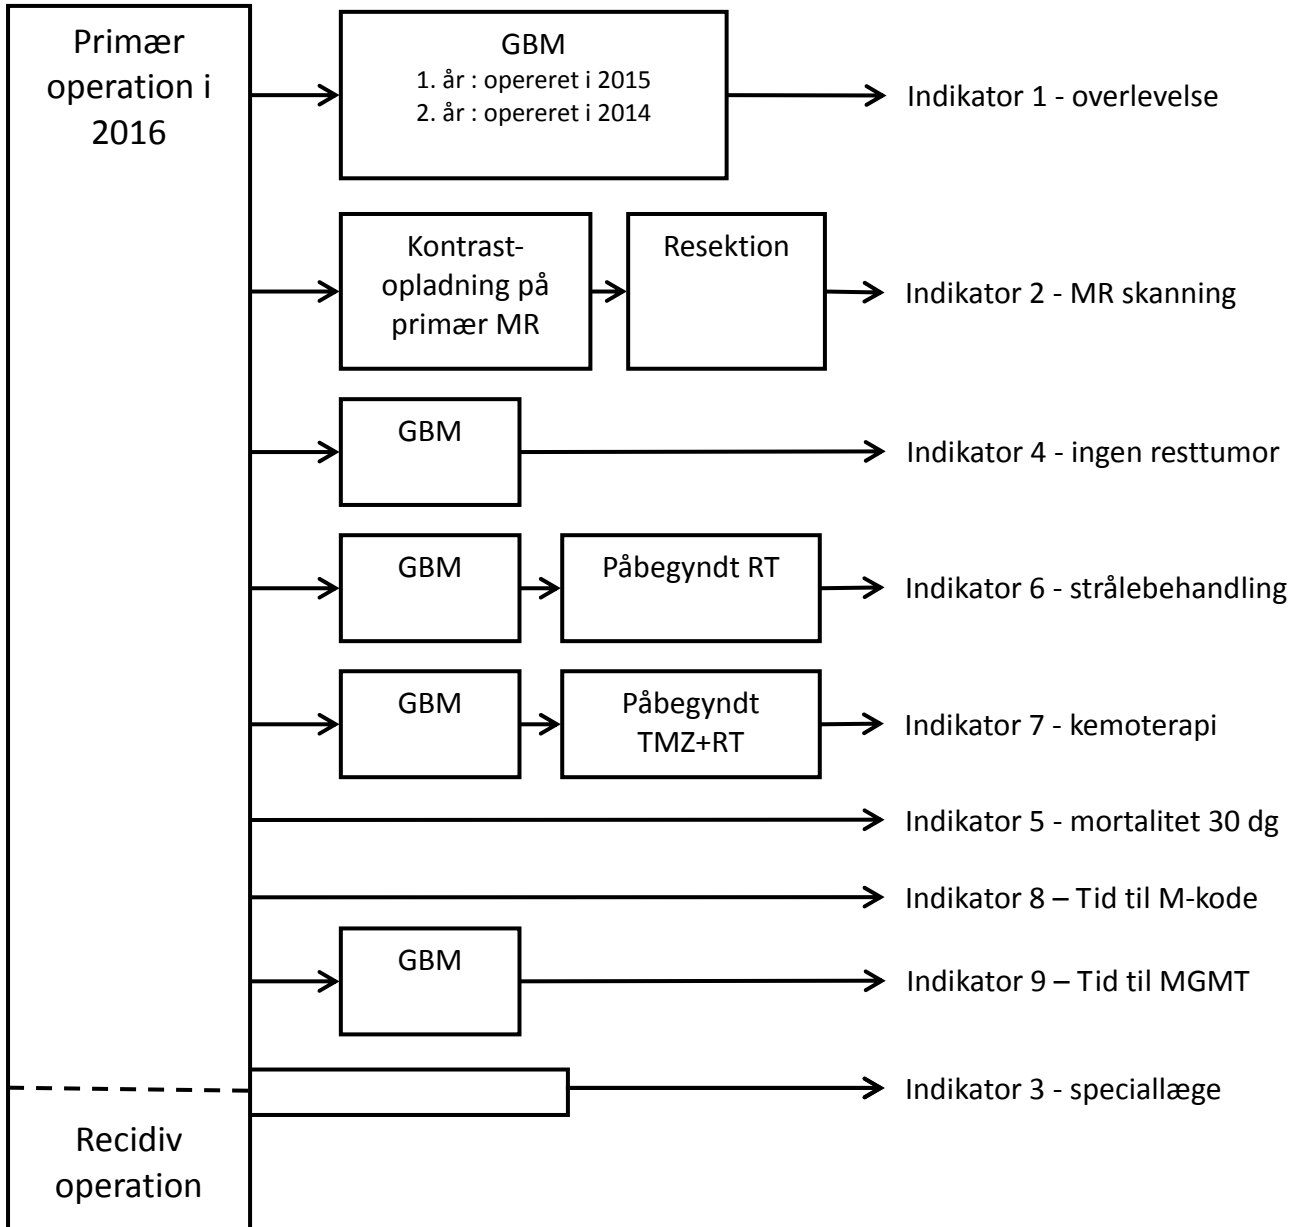 Primær
operation i
2016
GBM
1. år : opereret i 2015
2. år : opereret i 2014
Indikator 1 - overlevelse
Kontrast-
opladning på
primær MR
Resektion
Indikator 2 - MR skanning
GBM
Indikator 4 - ingen resttumor
GBM
Påbegyndt RT
Indikator 6 - strålebehandling
GBM
Påbegyndt
TMZ+RT
Indikator 7 - kemoterapi
Indikator 5 - mortalitet 30 dg
Indikator 8 – Tid til M-kode
GBM
Indikator 9 – Tid til MGMT
Indikator 3 - speciallæge
Recidiv
operation